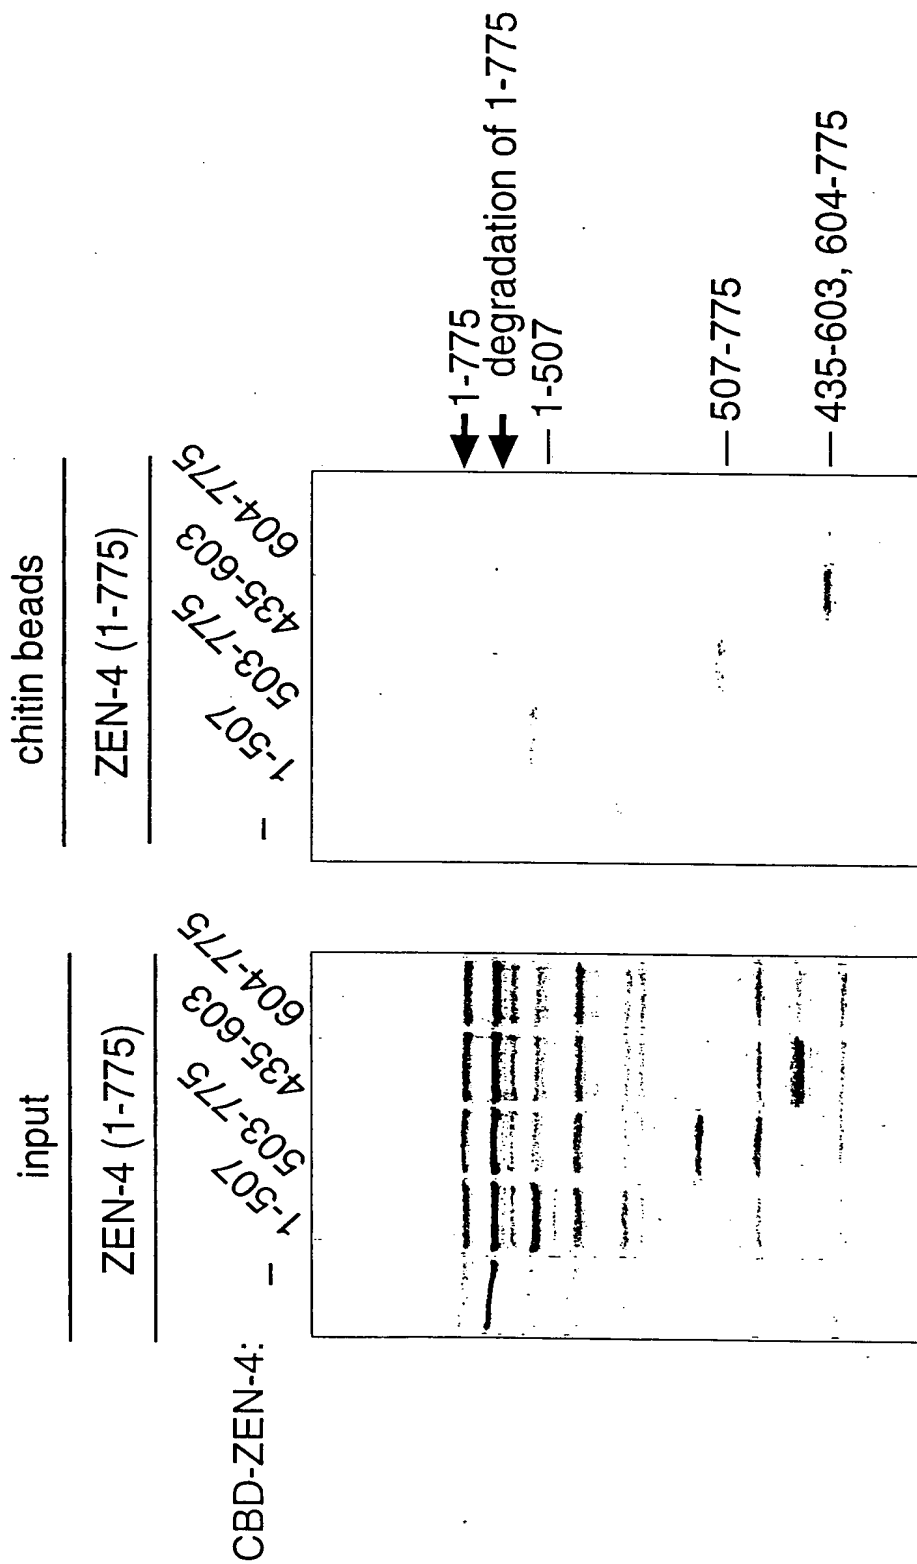 input
ZEN-4 (1-775)
CBD-ZEN-4:
–
1-507
503-775
435-603
604-775
chitin beads
ZEN-4 (1-775)
–
1-507
503-775
435-603
604-775
1-775
degradation of 1-775
1-507
507-775
435-603, 604-775